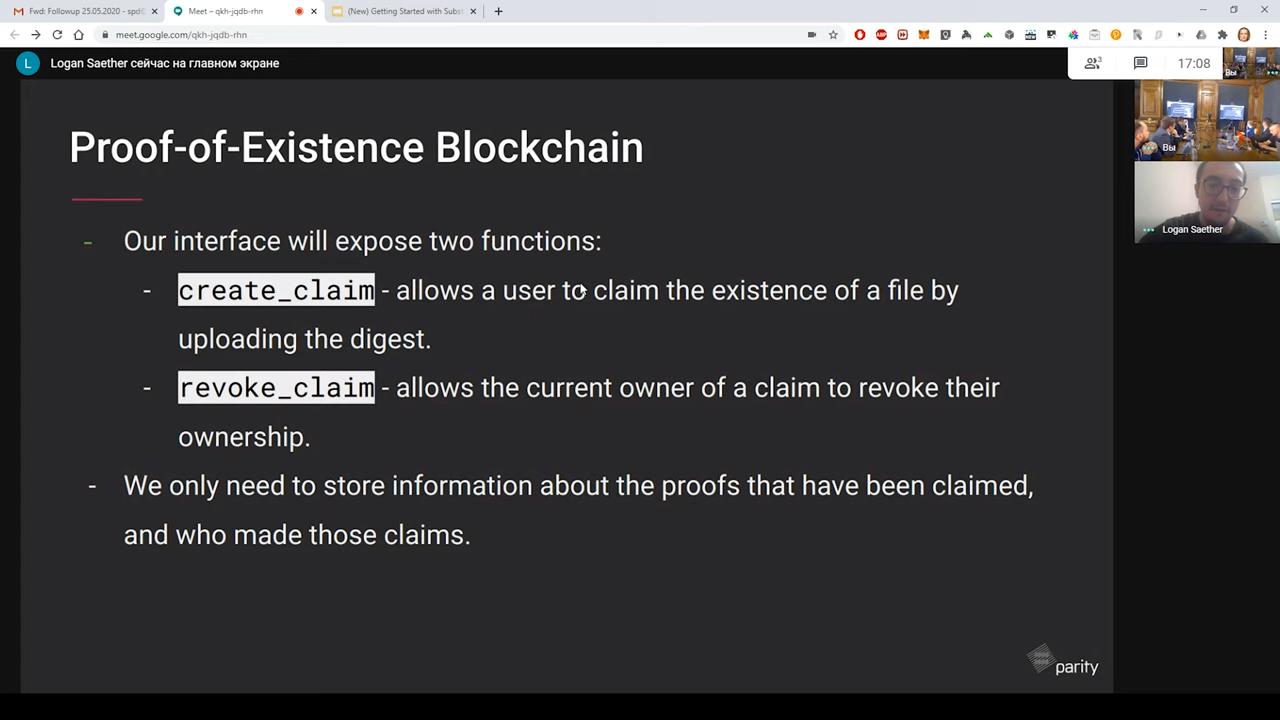 Fwd: Followup 25.05.2020 - spd©
Meet – qkh-jqdb-rhn
(New) Getting Started with Subst
meet.google.com/qkh-jqdb-rhn
L Logan Saether сейчас на главном экране
3
17:08
Вы
Вы
Logan Saether
Proof-of-Existence Blockchain
- Our interface will expose two functions:
- create_claim - allows a user to claim the existence of a file by
uploading the digest.
- revoke_claim - allows the current owner of a claim to revoke their
ownership.
- We only need to store information about the proofs that have been claimed,
and who made those claims.
parity